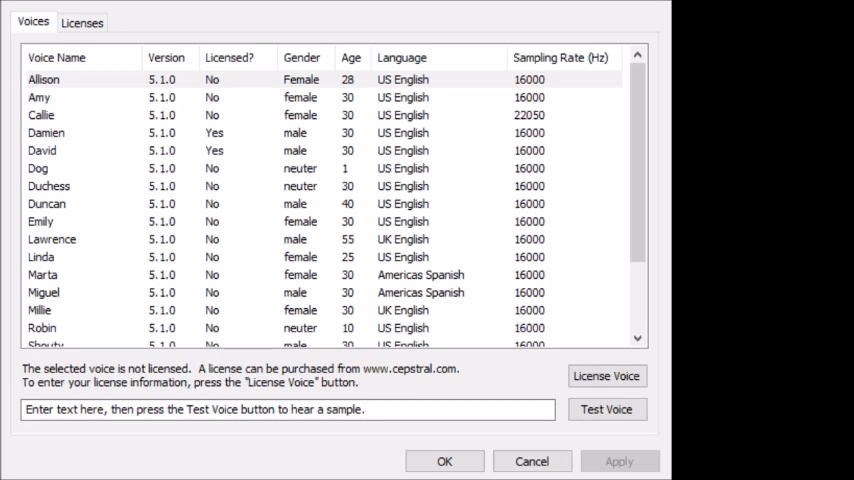 Voices Licenses
Voice Name Version Licensed? Gender Age Language Sampling Rate (Hz)
Allison 5.1.0 No Female 28 US English 16000
Amy 5.1.0 No female 30 US English 16000
Callie 5.1.0 No female 30 US English 22050
Damien 5.1.0 Yes male 30 US English 16000
David 5.1.0 Yes male 30 US English 16000
Dog 5.1.0 No neuter 1 US English 16000
Duchess 5.1.0 No neuter 30 US English 16000
Duncan 5.1.0 No male 40 US English 16000
Emily 5.1.0 No female 30 US English 16000
Lawrence 5.1.0 No male 55 UK English 16000
Linda 5.1.0 No female 25 US English 16000
Marta 5.1.0 No female 30 Americas Spanish 16000
Miguel 5.1.0 No male 30 Americas Spanish 16000
Millie 5.1.0 No female 30 UK English 16000
Robin 5.1.0 No neuter 10 US English 16000
Shouty 5.1.0 No male 30 US English 16000
The selected voice is not licensed. A license can be purchased from www.cepstral.com.
To enter your license information, press the "License Voice" button.
License Voice
Enter text here, then press the Test Voice button to hear a sample.
Test Voice
OK Cancel Apply